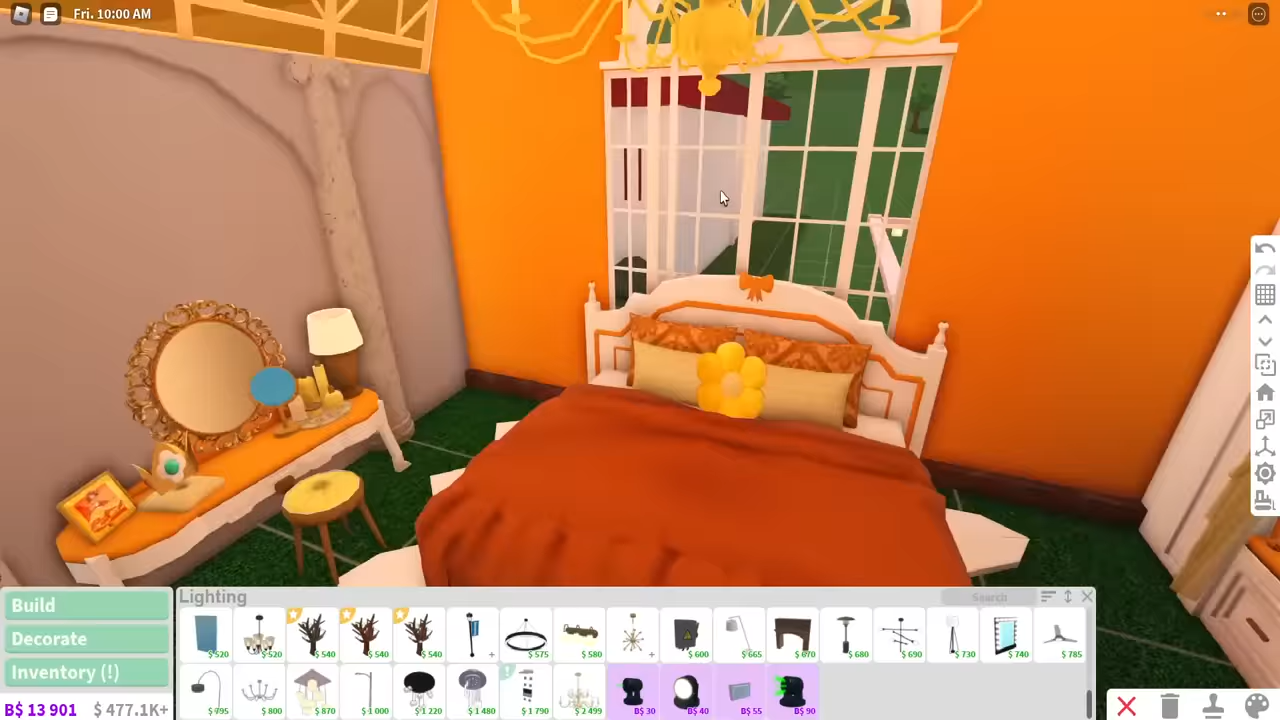 Fri. 10:00 AM
Lighting
Search
Build
Decorate
Inventory (!)
B$ 13 901 $ 477.1K+
$ 520 $ 520 $ 540 $ 540 $ 540 + $ 575 $ 580 + $ 600 $ 665 $ 670 $ 680 $ 690 $ 730 $ 740 $ 785
$ 795 $ 800 $ 870 $ 1 000 $ 1 220 $ 1 480 $ 1 790 $ 2 499 B$ 30 B$ 40 B$ 55 B$ 90